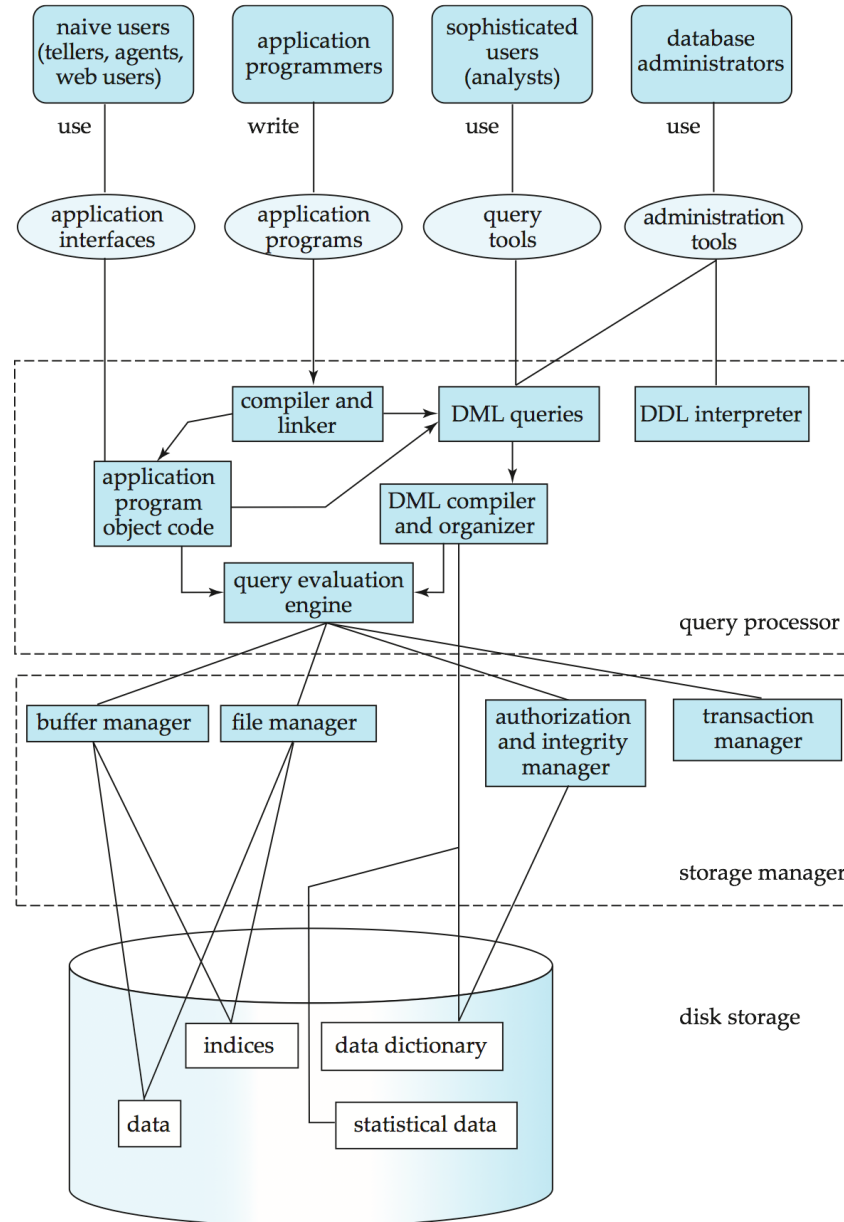 naive users
(tellers, agents,
web users)
application
programmers
sophisticated
users
(analysts)
database
administrators
use
write
use
use
application
interfaces
application
programs
query
tools
administration
tools
compiler and
linker
DML queries
DDL interpreter
application
program
object code
DML compiler
and organizer
query evaluation
engine
query processor
buffer manager
file manager
authorization
and integrity
manager
transaction
manager
storage manager
disk storage
indices
data dictionary
data
statistical data